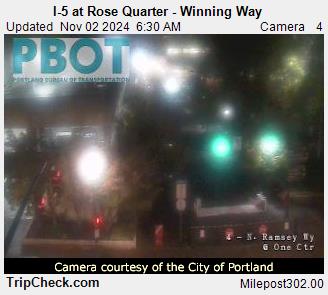 I-5 at Rose Quarter - Winning Way
Updated Nov 02 2024 6:30 AM Camera 4
PBOT
PORTLAND BUREAU OF TRANSPORTATION
4 - N. Ramsey Wy
@ One Ctr
Camera courtesy of the City of Portland
TripCheck.com Milepost302.00